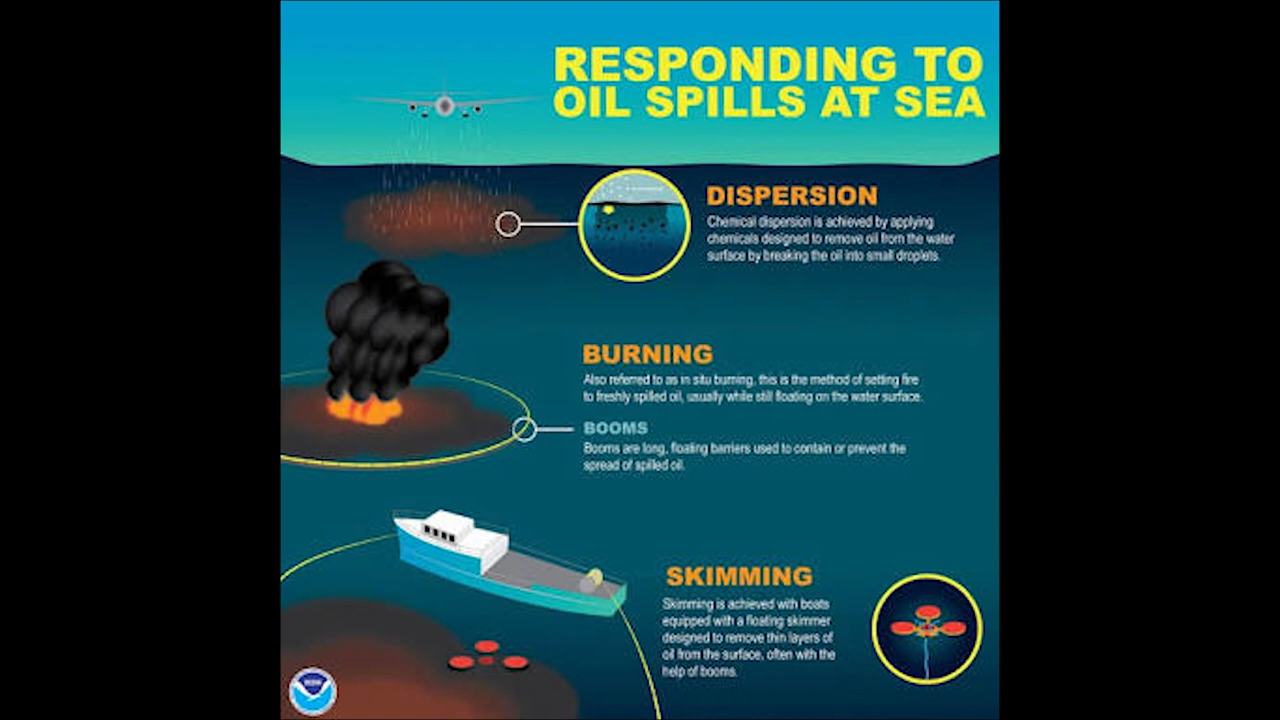 RESPONDING TO
OIL SPILLS AT SEA
DISPERSION
Chemical dispersion is achieved by applying
chemicals designed to remove oil from the water
surface by breaking the oil into small droplets.
BURNING
Also referred to as in situ burning, this is the method of setting fire
to freshly spilled oil, usually while still floating on the water surface.
BOOMS
Booms are long, floating barriers used to contain or prevent the
spread of spilled oil.
SKIMMING
Skimming is achieved with boats
equipped with a floating skimmer
designed to remove thin layers of
oil from the surface, often with the
help of booms.